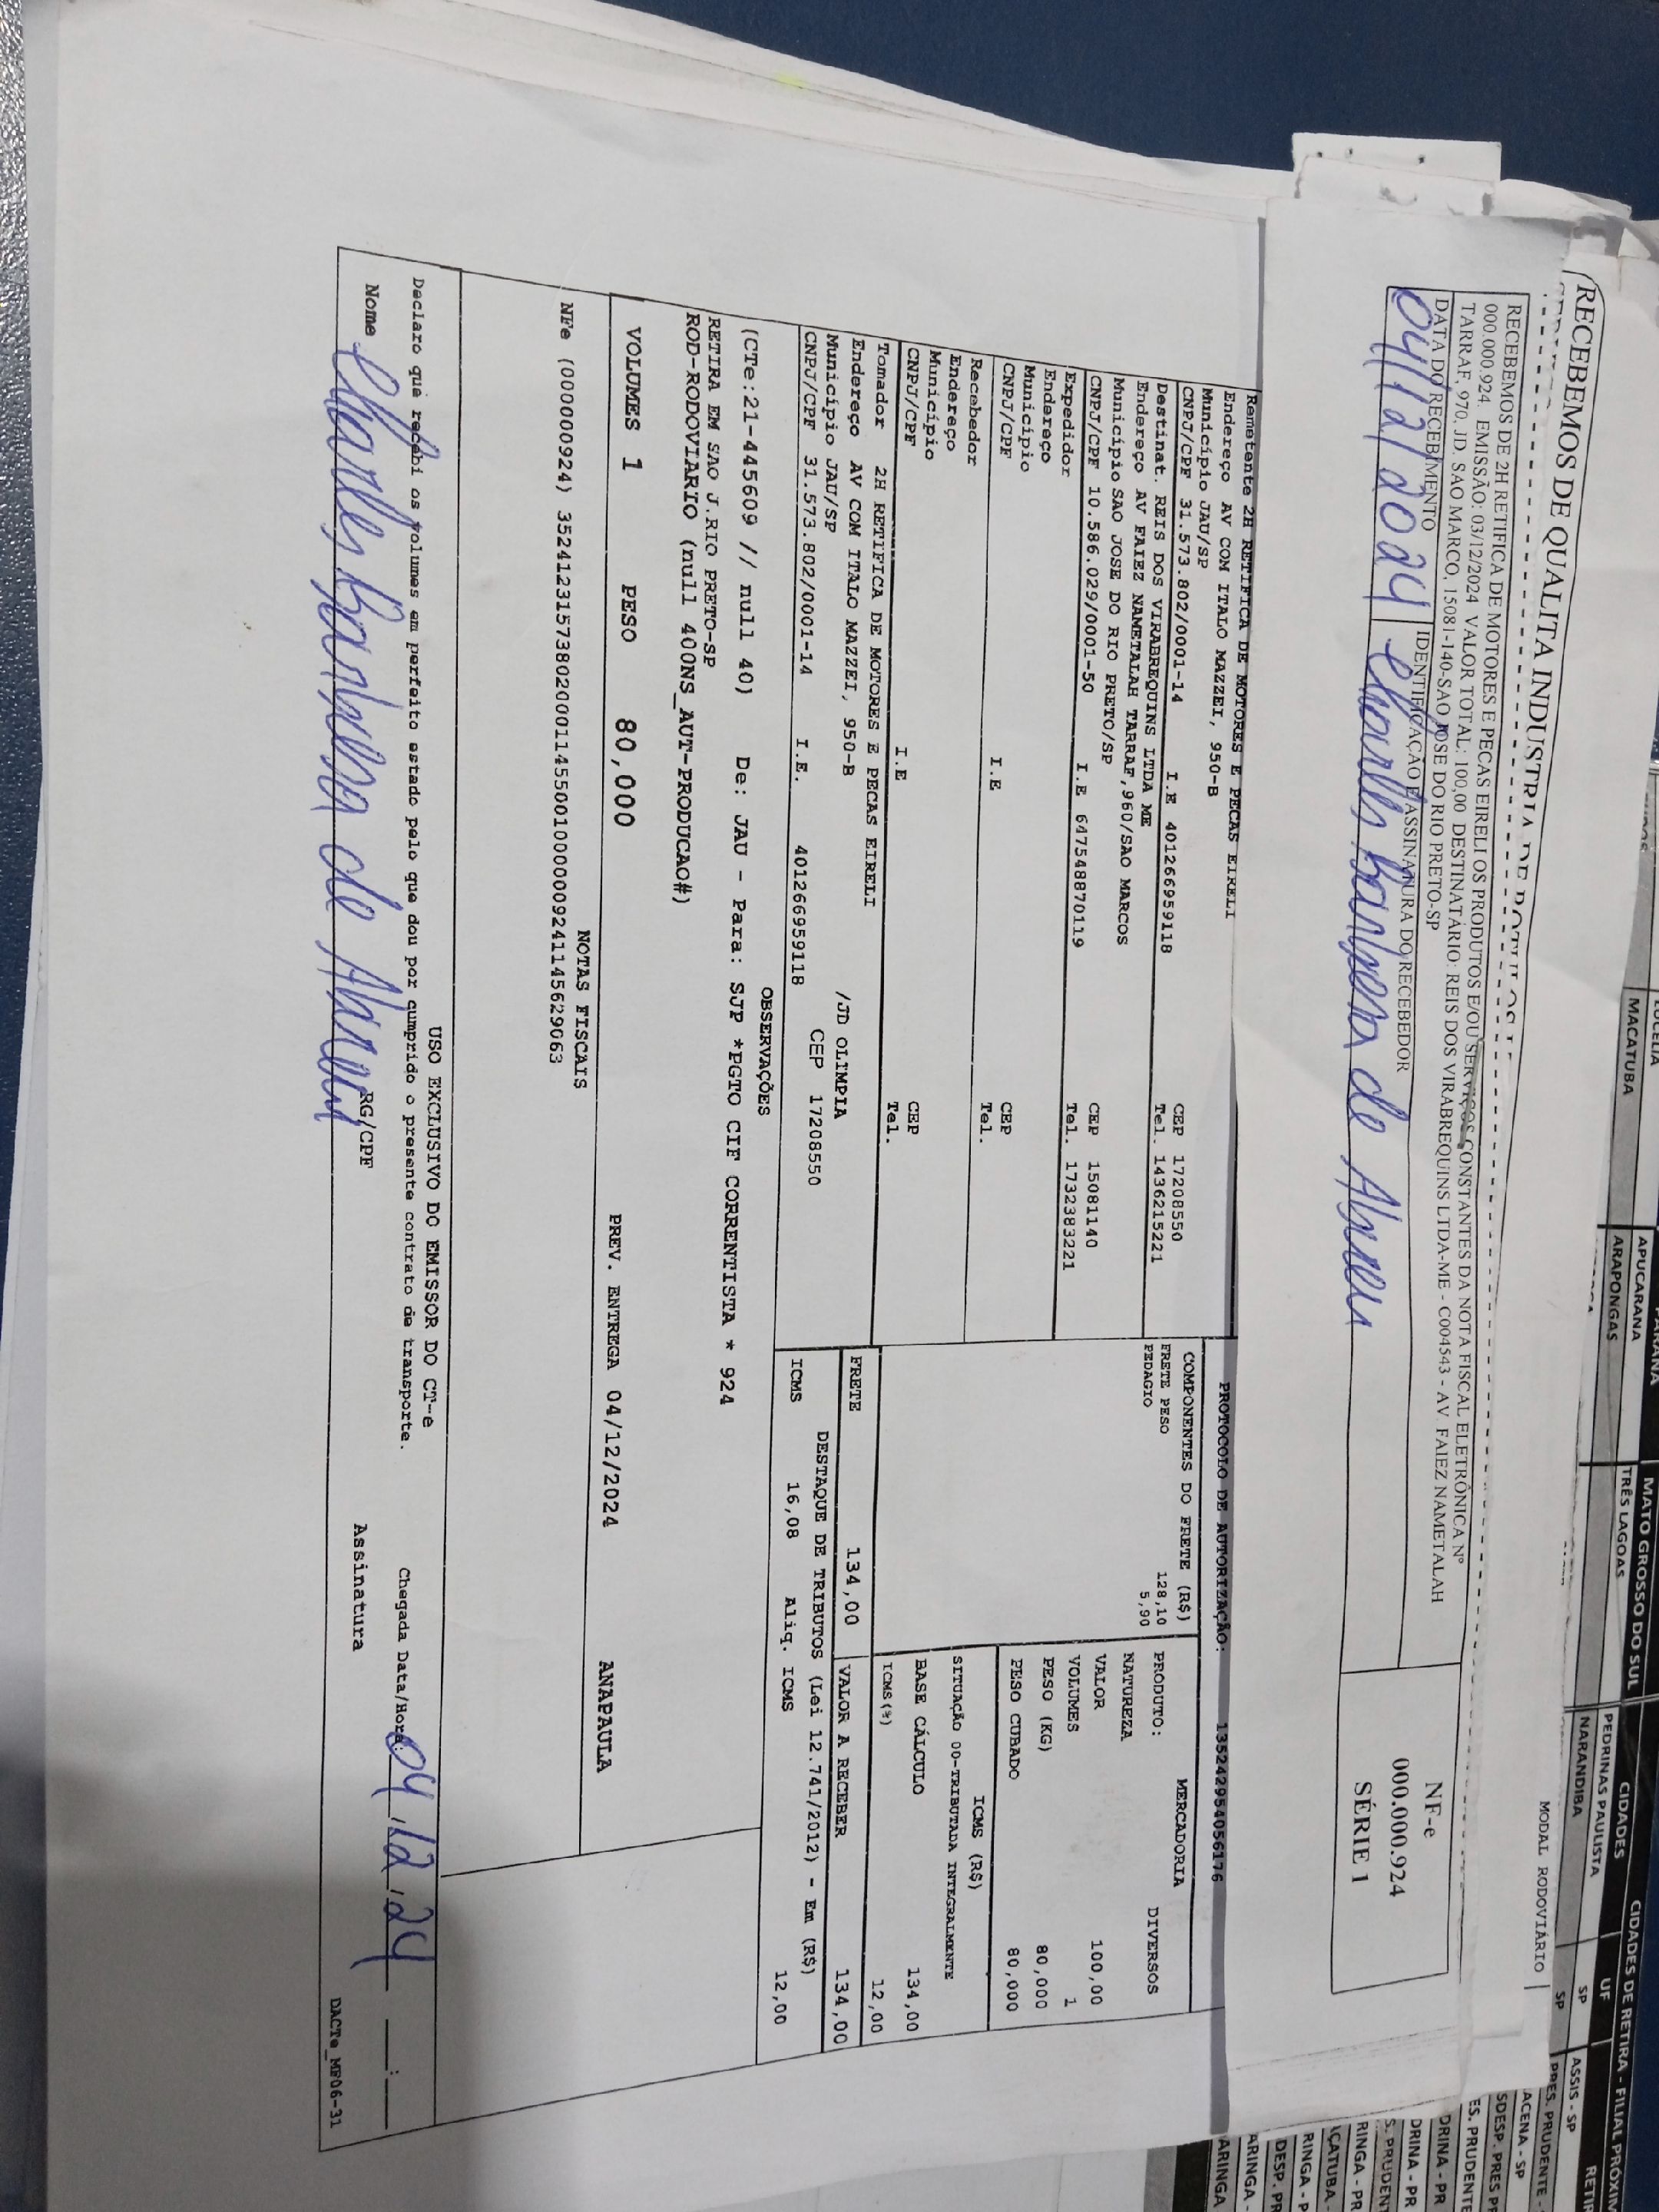 RECEBEMOS DE QUALITA INDUSTRIA DE
RECEBEMOS DE 2H RETIFICA DE MOTORES E PECAS EIRELI OS PRODUTOS E/OU SERVIÇOS CONSTANTES DA NOTA FISCAL ELETRÔNICA Nº
000.000.924. EMISSÃO: 03/12/2024 VALOR TOTAL: 100,00 DESTINATÁRIO: REIS DOS VIRABREQUINS LTDA-ME - C004543 - AV. FAIEZ NAMETALAH
TARRAF, 970, JD. SAO MARCO, 15081-140-SAO JOSE DO RIO PRETO-SP
DATA DO RECEBIMENTO
IDENTIFICAÇÃO E ASSINATURA DO RECEBEDOR
04/12/2024 Charles Barbosa de Abreu
NF-e
000.000.924
SÉRIE 1
MODAL RODOVIÁRIO
PROTOCOLO DE AUTORIZAÇÃO: 135242954056176
Remetente 2H RETIFICA DE MOTORES E PECAS EIRELI
Endereço AV COM ITALO MAZZEI, 950-B
Município JAU/SP CEP 17208550
CNPJ/CPF 31.573.802/0001-14 I.E 401266959118 Tel. 1436215221
Destinat. REIS DOS VIRABREQUINS LTDA ME
Endereço AV FAIEZ NAMETALAH TARRAF,960/SAO MARCOS
Município SAO JOSE DO RIO PRETO/SP CEP 15081140
CNPJ/CPF 10.586.029/0001-50 I.E 647548870119 Tel. 1732383221
Expedidor
Endereço
Município CEP
CNPJ/CPF I.E Tel.
Recebedor
Endereço
Município CEP
CNPJ/CPF I.E Tel.
Tomador 2H RETIFICA DE MOTORES E PECAS EIRELI
Endereço AV COM ITALO MAZZEI, 950-B /JD OLIMPIA
Município JAU/SP CEP 17208550
CNPJ/CPF 31.573.802/0001-14 I.E. 401266959118
COMPONENTES DO FRETE (R$)
FRETE PESO 128,10
PEDAGIO 5,90
MERCADORIA
PRODUTO: DIVERSOS
NATUREZA
VALOR 100,00
VOLUMES 1
PESO (KG) 80,000
PESO CUBADO 80,000
ICMS (R$)
SITUAÇÃO 00-TRIBUTADA INTEGRALMENTE
BASE CÁLCULO 134,00
ICMS(%) 12,00
FRETE 134,00 VALOR A RECEBER 134,00
DESTAQUE DE TRIBUTOS (Lei 12.741/2012) - Em (R$)
ICMS 16,08 Aliq. ICMS 12,00
OBSERVAÇÕES
(CTe:21-445609 // null 40) De: JAU - Para: SJP *PGTO CIF CORRENTISTA * 924
RETIRA EM SAO J.RIO PRETO-SP
ROD-RODOVIARIO (null 400NS_AUT-PRODUCAO#)
VOLUMES 1 PESO 80,000 PREV. ENTREGA 04/12/2024 ANAPAULA
NOTAS FISCAIS
NFe (000000924) 35241231573802000114550010000009241145629063
USO EXCLUSIVO DO EMISSOR DO CT-e
Declaro que recebi os volumes em perfeito estado pelo que dou por cumprido o presente contrato de transporte. Chegada Data/Hora: 04/12/24 __:__
Nome Charles Barbosa de Abreu RG/CPF Assinatura
DACTe_MF06-31
CIDADES DE RETIRA - FILIAL PRÓXIM
MATO GROSSO DO SUL
TRÊS LAGOAS
APUCARANA
ARAPONGAS
MACATUBA
CIDADES UF RETI
PEDRINAS PAULISTA SP ASSIS - SP
NARANDIBA SP PRES. PRUDENTE -